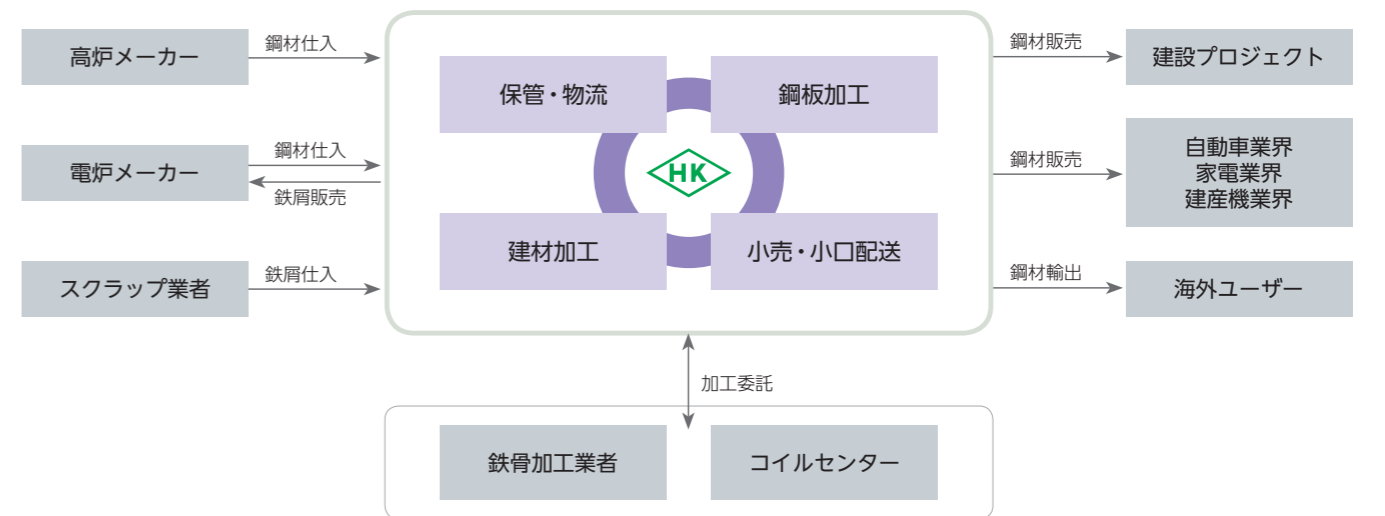 高炉メーカー
鋼材仕入
電炉メーカー
鋼材仕入
鉄屑販売
スクラップ業者
鉄屑仕入
保管・物流
鋼板加工
HK
建材加工
小売・小口配送
鋼材販売
建設プロジェクト
鋼材販売
自動車業界
家電業界
建産機業界
鋼材輸出
海外ユーザー
加工委託
鉄骨加工業者
コイルセンター